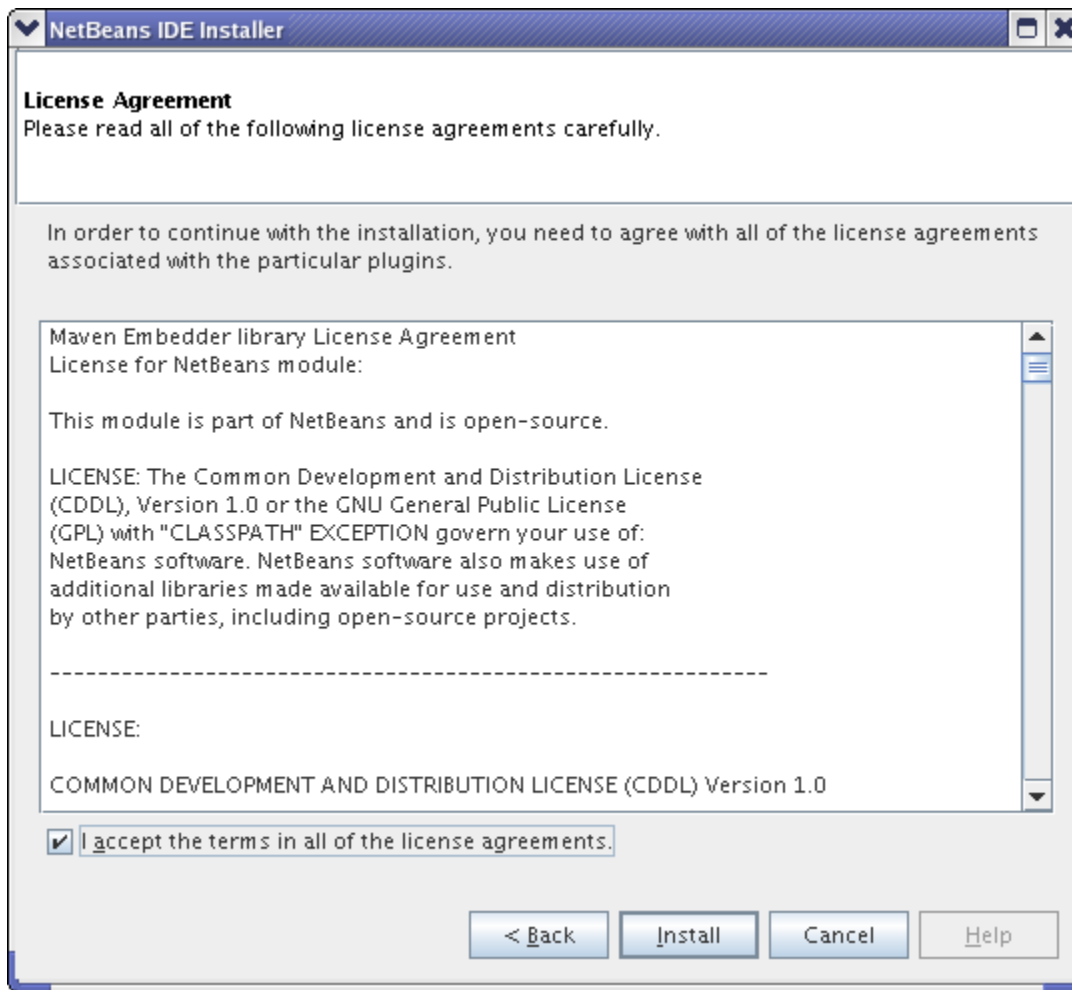 NetBeans IDE Installer
License Agreement
Please read all of the following license agreements carefully.
In order to continue with the installation, you need to agree with all of the license agreements
associated with the particular plugins.
Maven Embedder library License Agreement
License for NetBeans module:
This module is part of NetBeans and is open-source.
LICENSE: The Common Development and Distribution License
(CDDL), Version 1.0 or the GNU General Public License
(GPL) with "CLASSPATH" EXCEPTION govern your use of:
NetBeans software. NetBeans software also makes use of
additional libraries made available for use and distribution
by other parties, including open-source projects.
------------------------------------------------------------
LICENSE:
COMMON DEVELOPMENT AND DISTRIBUTION LICENSE (CDDL) Version 1.0
I accept the terms in all of the license agreements.
< Back Install Cancel Help